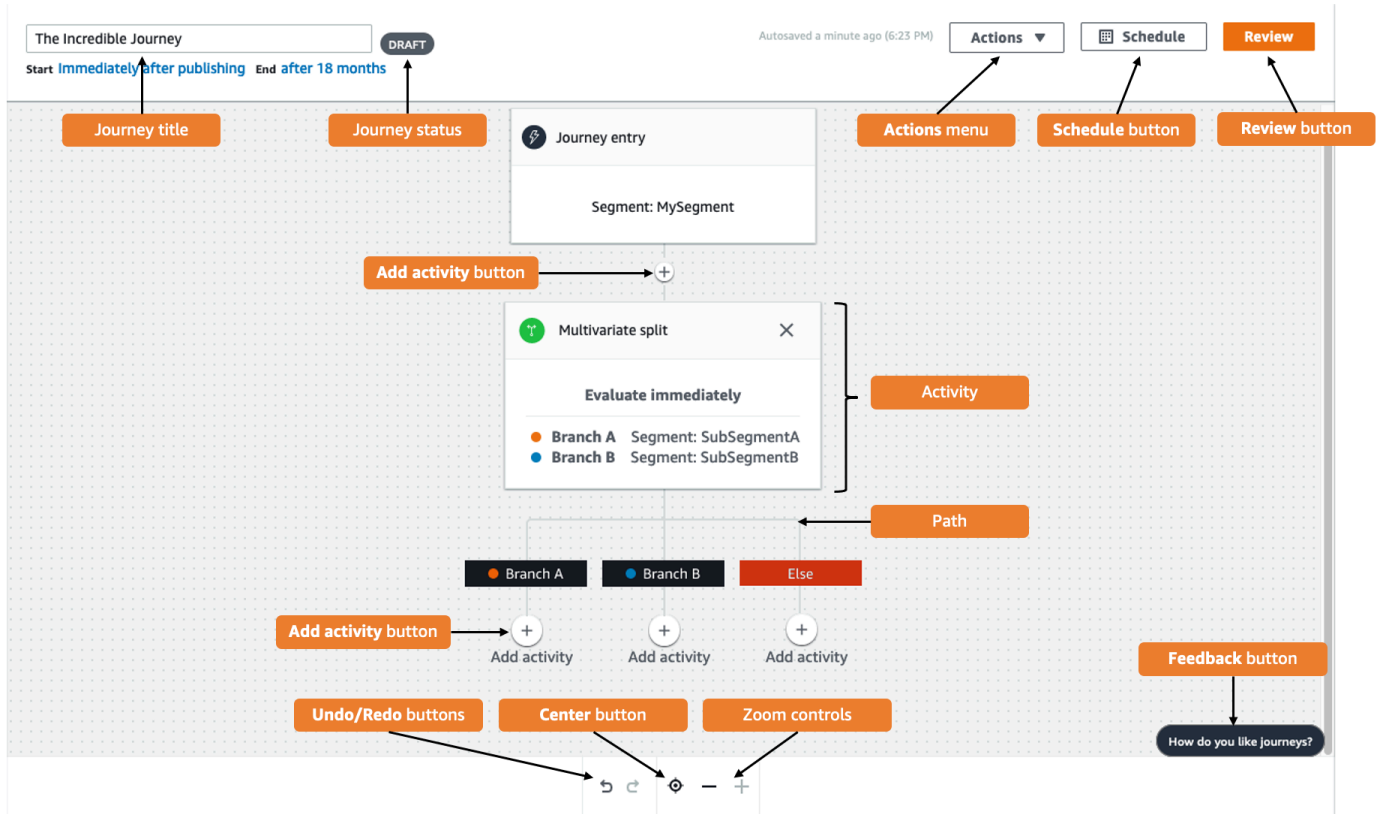 The Incredible Journey
DRAFT
Autosaved a minute ago (6:23 PM)
Actions
Schedule
Review
Start Immediately after publishing End after 18 months
Journey title
Journey status
Actions menu
Schedule button
Review button
Journey entry
Segment: MySegment
Add activity button
Multivariate split
Evaluate immediately
Branch A Segment: SubSegmentA
Branch B Segment: SubSegmentB
Activity
Path
Branch A
Branch B
Else
Add activity button
Add activity
Add activity
Add activity
Feedback button
Undo/Redo buttons
Center button
Zoom controls
How do you like journeys?